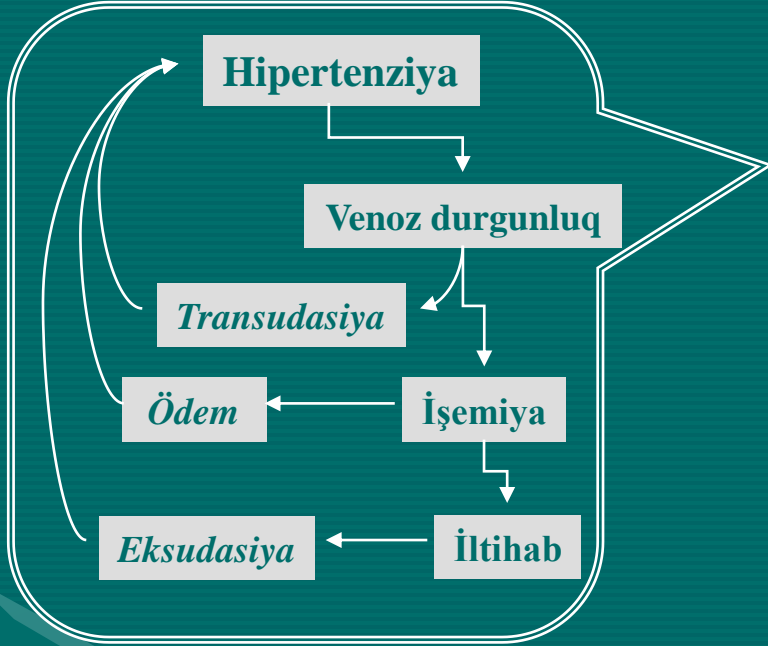 Hipertenziya
Venoz durgunluq
Transudasiya
Ödem
İşemiya
Eksudasiya
İltihab